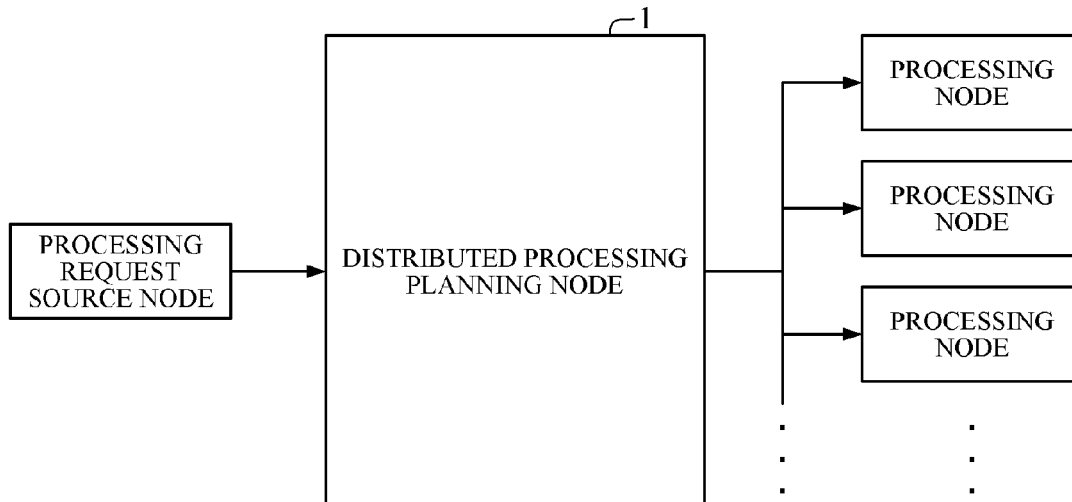 1
PROCESSING
REQUEST
SOURCE NODE
DISTRIBUTED PROCESSING
PLANNING NODE
PROCESSING
NODE
PROCESSING
NODE
PROCESSING
NODE